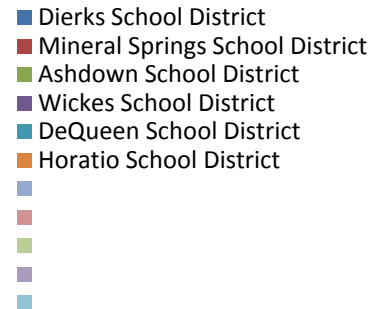 Dierks School District
Mineral Springs School District
Ashdown School District
Wickes School District
DeQueen School District
Horatio School District